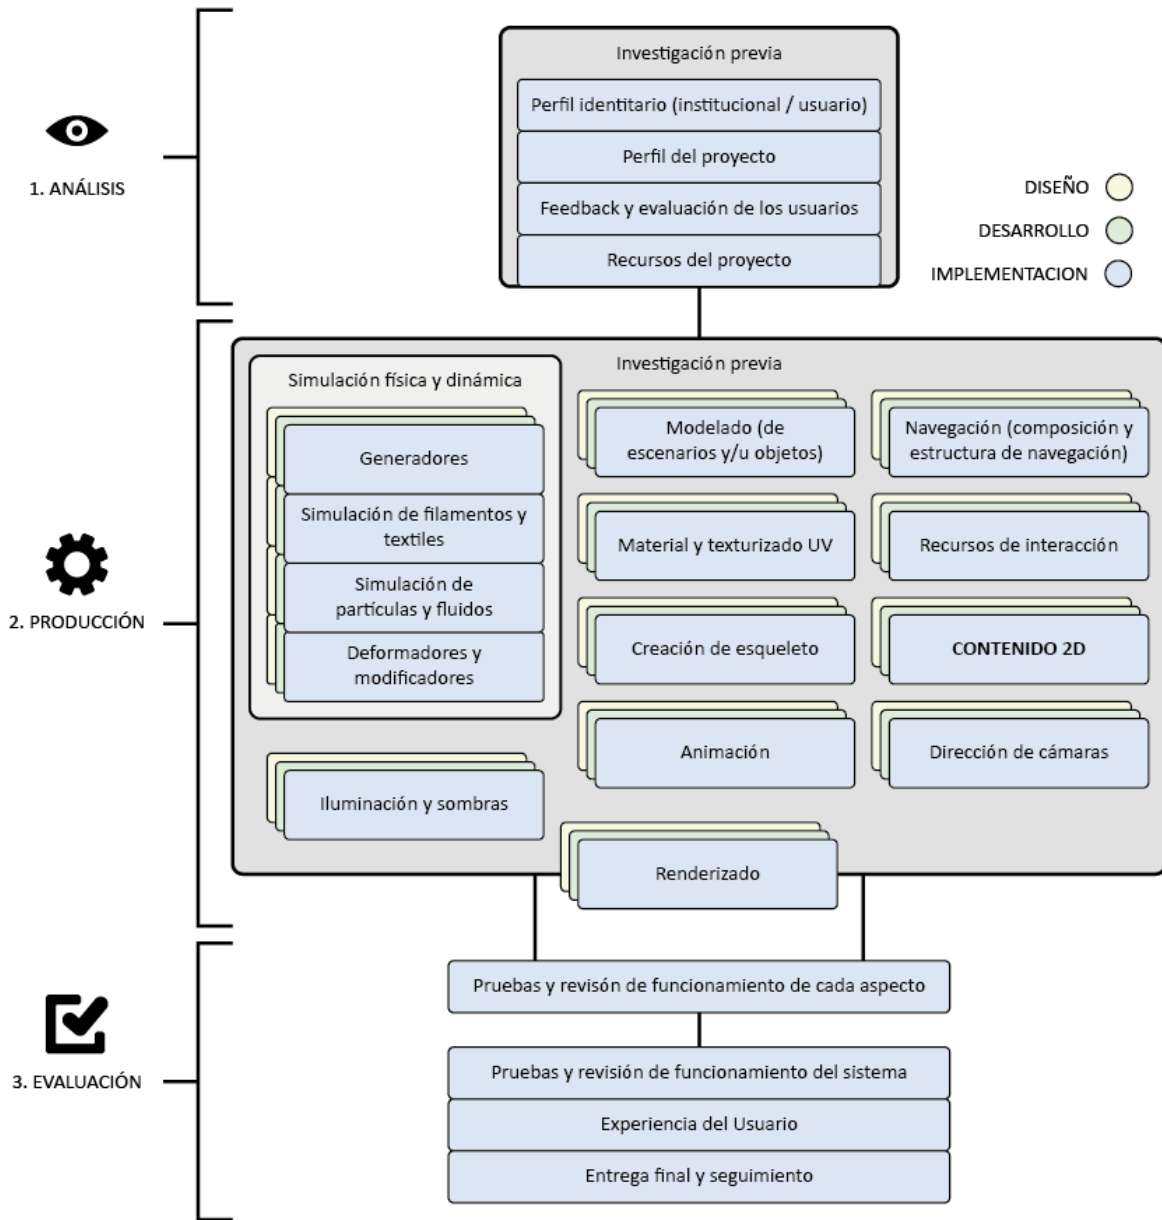 Investigación previa
Perfil identitario (institucional / usuario)
Perfil del proyecto
Feedback y evaluación de los usuarios
Recursos del proyecto
1. ANÁLISIS
DISEÑO
DESARROLLO
IMPLEMENTACION
Investigación previa
Simulación física y dinámica
Generadores
Simulación de filamentos y
textiles
Simulación de
partículas y fluidos
Deformadores y
modificadores
Iluminación y sombras
Modelado (de
escenarios y/u objetos)
Material y texturizado UV
Creación de esqueleto
Animación
Navegación (composición y
estructura de navegación)
Recursos de interacción
CONTENIDO 2D
Dirección de cámaras
Renderizado
2. PRODUCCIÓN
Pruebas y revisón de funcionamiento de cada aspecto
Pruebas y revisión de funcionamiento del sistema
Experiencia del Usuario
Entrega final y seguimiento
3. EVALUACIÓN